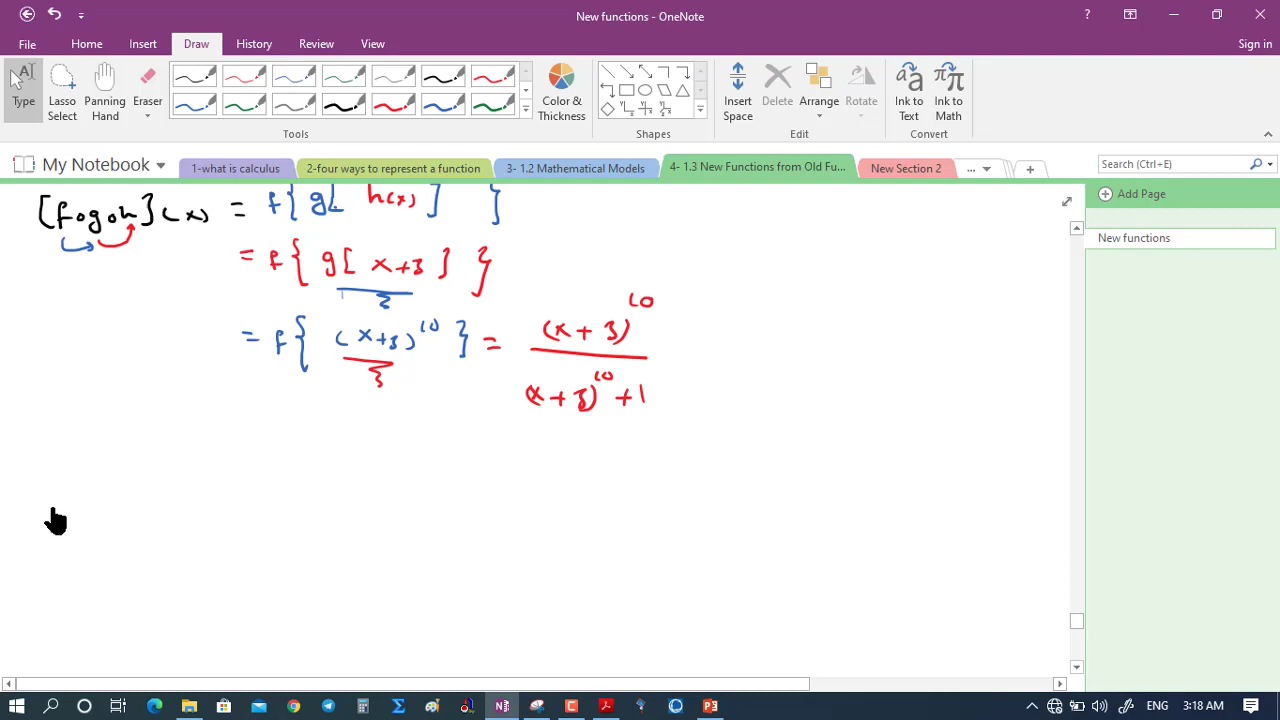 New functions - OneNote
?
File Home Insert Draw History Review View Sign in
Type
Lasso Select
Panning Hand
Eraser
Color & Thickness
Insert Space
Delete
Arrange
Rotate
Ink to Text
Ink to Math
Tools Shapes Edit Convert
My Notebook
1-what is calculus
2-four ways to represent a function
3- 1.2 Mathematical Models
4- 1.3 New Functions from Old Fu...
New Section 2
...
Search (Ctrl+E)
Add Page
New functions
[fogoh](x) = f{ g[ h(x) ] }
= f{ g[ x+3 ] }
= f{ (x+3)^10 } = (x+3)^10 / (x+3)^10 +1
ENG 3:18 AM